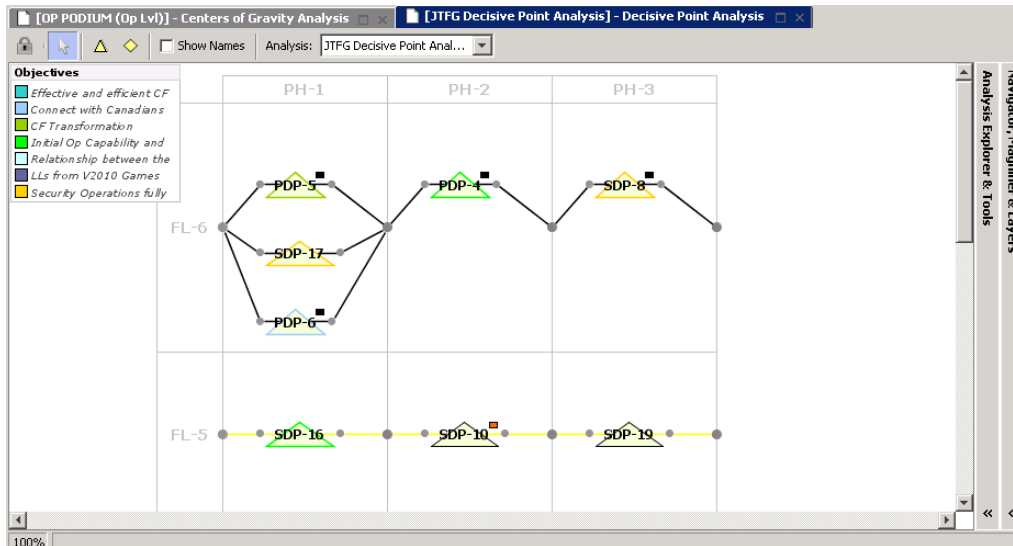 [OP PODIUM (Op Lvl)] - Centers of Gravity Analysis
[JTFG Decisive Point Analysis] - Decisive Point Analysis
Show Names Analysis: JTFG Decisive Point Anal...
Objectives
Effective and efficient CF
Connect with Canadians
CF Transformation
Initial Op Capability and
Relationship between the
LLs from V2010 Games
Security Operations fully
PH-1 PH-2 PH-3
PDP-5 PDP-4 SDP-8
FL-6
SDP-17
PDP-6
FL-5 SDP-16 SDP-10 SDP-19
Analysis Explorer & Tools
Navigator, Magnifier & Layers
100%